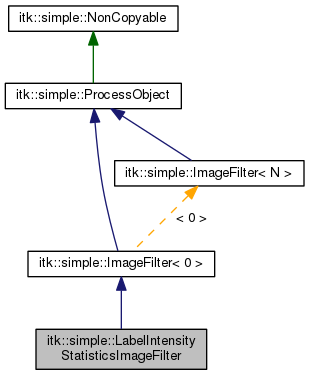 itk::simple::NonCopyable
itk::simple::ProcessObject
itk::simple::ImageFilter< N >
< 0 >
itk::simple::ImageFilter< 0 >
itk::simple::LabelIntensity
StatisticsImageFilter